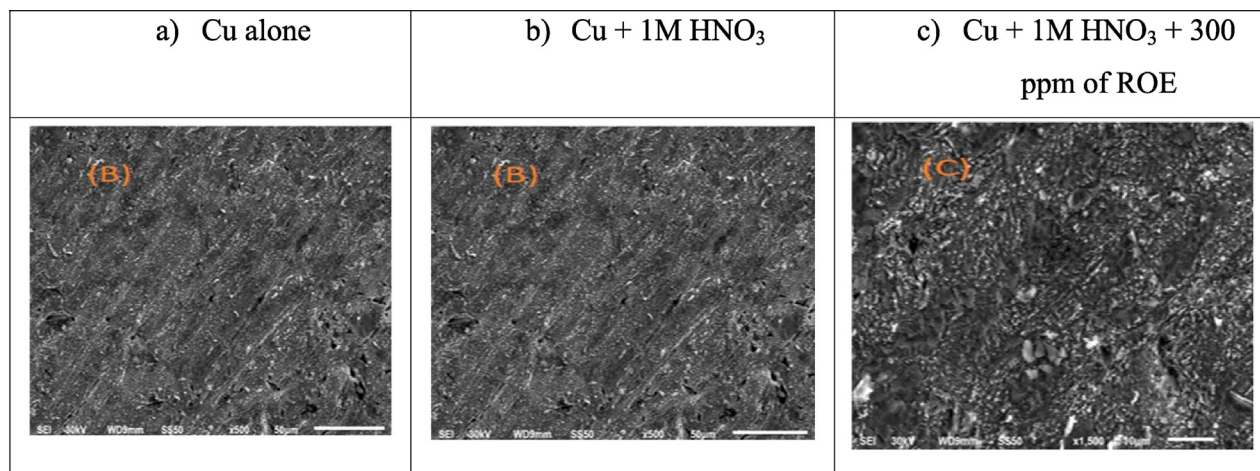 a) Cu alone
b) Cu + 1M HNO₃
c) Cu + 1M HNO₃ + 300
ppm of ROE
(B)
SEI 30kV WD9mm SS50 x500 50µm
(B)
SEI 30kV WD9mm SS50 x500 50µm
(C)
SEI 30kV WD9mm SS50 x1,500 10µm